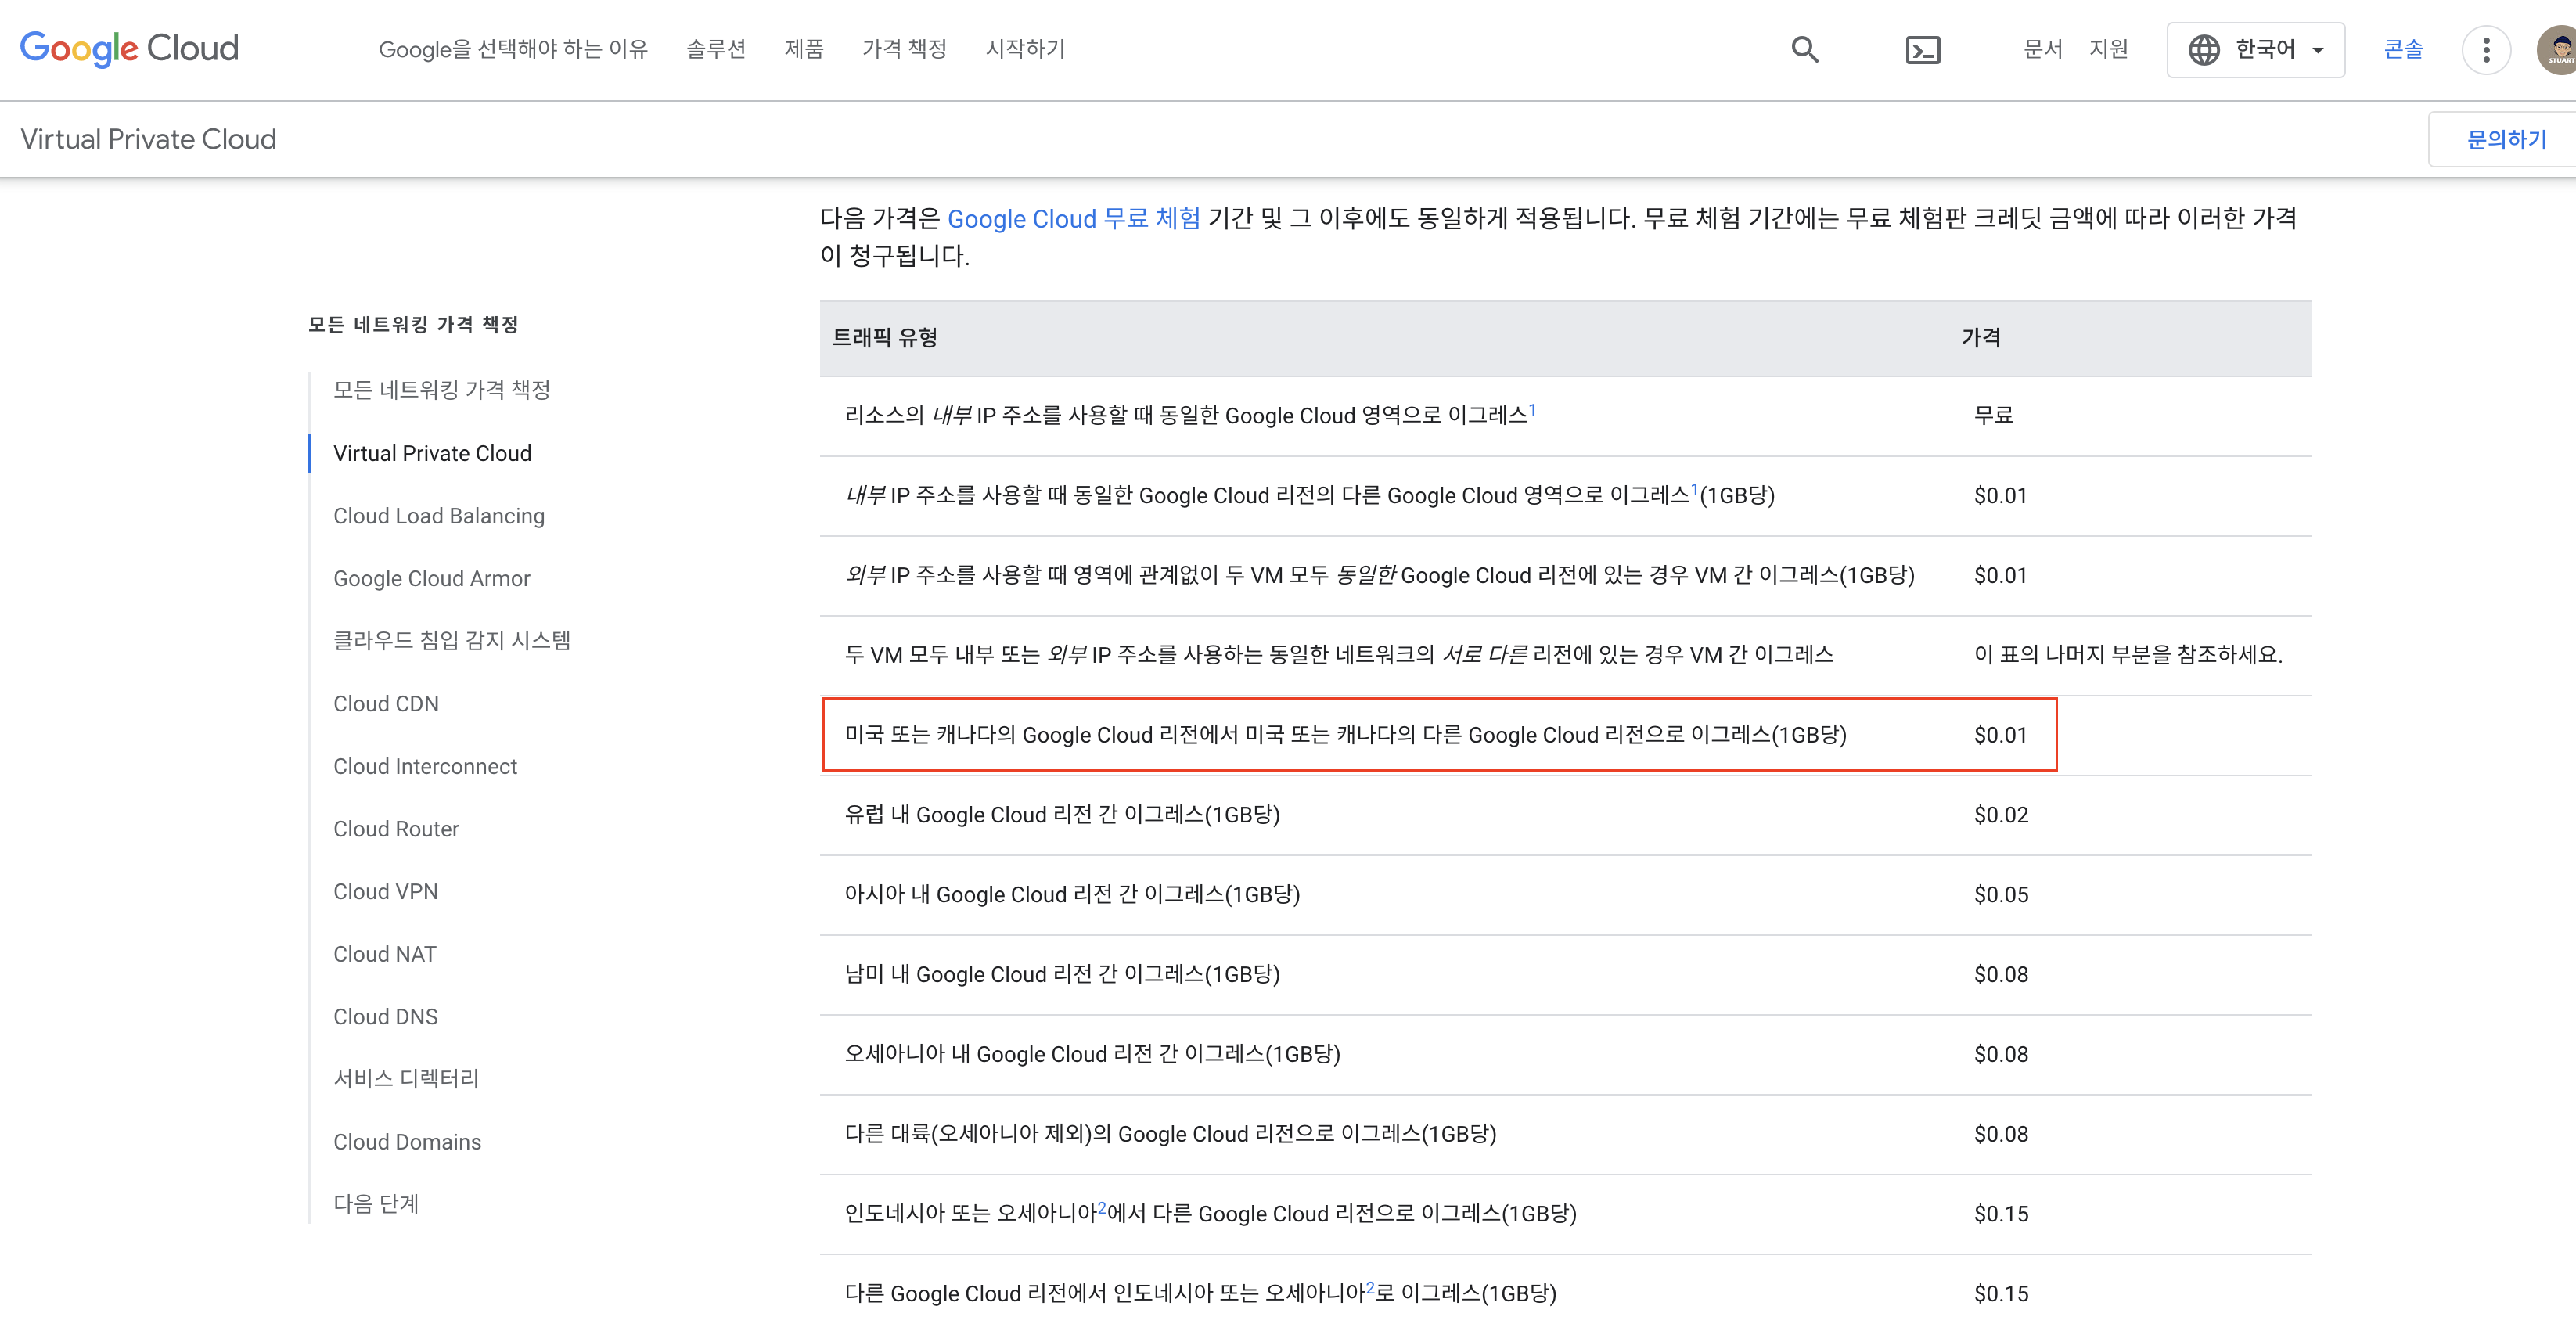 Google Cloud
Google을 선택해야 하는 이유
솔루션
제품
가격 책정
시작하기
문서
지원
한국어
콘솔
STUART
Virtual Private Cloud
문의하기
다음 가격은 Google Cloud 무료 체험 기간 및 그 이후에도 동일하게 적용됩니다. 무료 체험 기간에는 무료 체험판 크레딧 금액에 따라 이러한 가격
이 청구됩니다.
모든 네트워킹 가격 책정
모든 네트워킹 가격 책정
Virtual Private Cloud
Cloud Load Balancing
Google Cloud Armor
클라우드 침입 감지 시스템
Cloud CDN
Cloud Interconnect
Cloud Router
Cloud VPN
Cloud NAT
Cloud DNS
서비스 디렉터리
Cloud Domains
다음 단계
트래픽 유형 가격
리소스의 내부 IP 주소를 사용할 때 동일한 Google Cloud 영역으로 이그레스1 무료
내부 IP 주소를 사용할 때 동일한 Google Cloud 리전의 다른 Google Cloud 영역으로 이그레스1(1GB당) $0.01
외부 IP 주소를 사용할 때 영역에 관계없이 두 VM 모두 동일한 Google Cloud 리전에 있는 경우 VM 간 이그레스(1GB당) $0.01
두 VM 모두 내부 또는 외부 IP 주소를 사용하는 동일한 네트워크의 서로 다른 리전에 있는 경우 VM 간 이그레스 이 표의 나머지 부분을 참조하세요.
미국 또는 캐나다의 Google Cloud 리전에서 미국 또는 캐나다의 다른 Google Cloud 리전으로 이그레스(1GB당) $0.01
유럽 내 Google Cloud 리전 간 이그레스(1GB당) $0.02
아시아 내 Google Cloud 리전 간 이그레스(1GB당) $0.05
남미 내 Google Cloud 리전 간 이그레스(1GB당) $0.08
오세아니아 내 Google Cloud 리전 간 이그레스(1GB당) $0.08
다른 대륙(오세아니아 제외)의 Google Cloud 리전으로 이그레스(1GB당) $0.08
인도네시아 또는 오세아니아2에서 다른 Google Cloud 리전으로 이그레스(1GB당) $0.15
다른 Google Cloud 리전에서 인도네시아 또는 오세아니아2로 이그레스(1GB당) $0.15